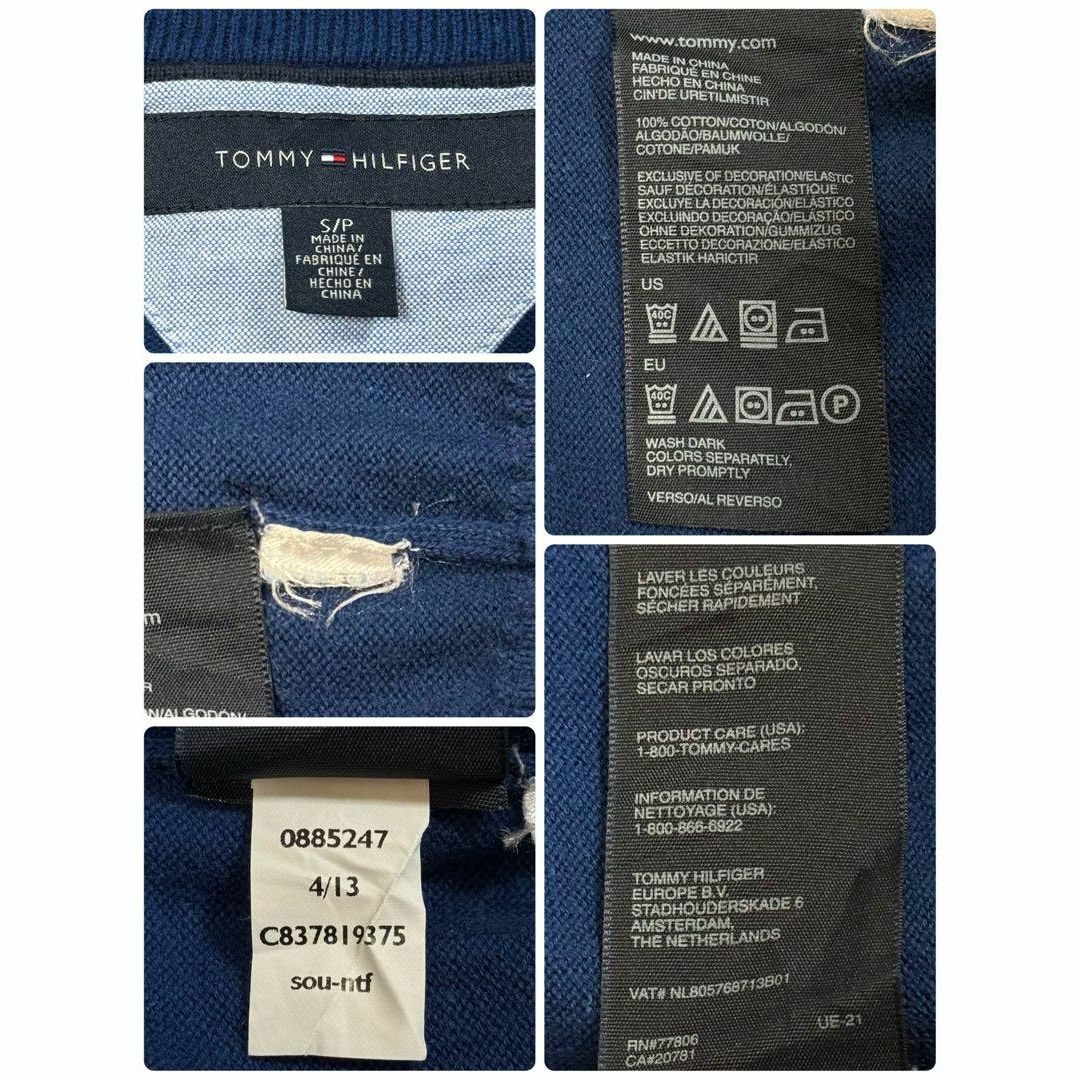 TOMMY HILFIGER
S/P
MADE IN
CHINA/
FABRIQUÉ EN
CHINE/
HECHO EN
CHINA
www.tommy.com
MADE IN CHINA
FABRIQUÉ EN CHINE
HECHO EN CHINA
CIN'DE URETILMISTIR
100% COTTON/COTON/ALGODÓN/
ALGODÃO/BAUMWOLLE/
COTONE/PAMUK
EXCLUSIVE OF DECORATION/ELASTIC
SAUF DÉCORATION/ÉLASTIQUE
EXCLUYE LA DECORACIÓN/ELÁSTICO
EXCLUINDO DECORAÇÃO/ELÁSTICO
OHNE DEKORATION/GUMMIZUG
ECCETTO DECORAZIONE/ELASTICO
ELASTIK HARICTIR
US
40C
EU
40C P
WASH DARK
COLORS SEPARATELY,
DRY PROMPTLY
VERSO/AL REVERSO
m
R
N/ALGODÓN/
0885247
4/13
C837819375
sou-ntf
LAVER LES COULEURS
FONCÉES SÉPARÉMENT,
SÉCHER RAPIDEMENT
LAVAR LOS COLORES
OSCUROS SEPARADO,
SECAR PRONTO
PRODUCT CARE (USA):
1-800-TOMMY-CARES
INFORMATION DE
NETTOYAGE (USA):
1-800-866-6922
TOMMY HILFIGER
EUROPE B.V.
STADHOUDERSKADE 6
AMSTERDAM,
THE NETHERLANDS
VAT# NL805768713B01
UE-21
RN#77806
CA#20781